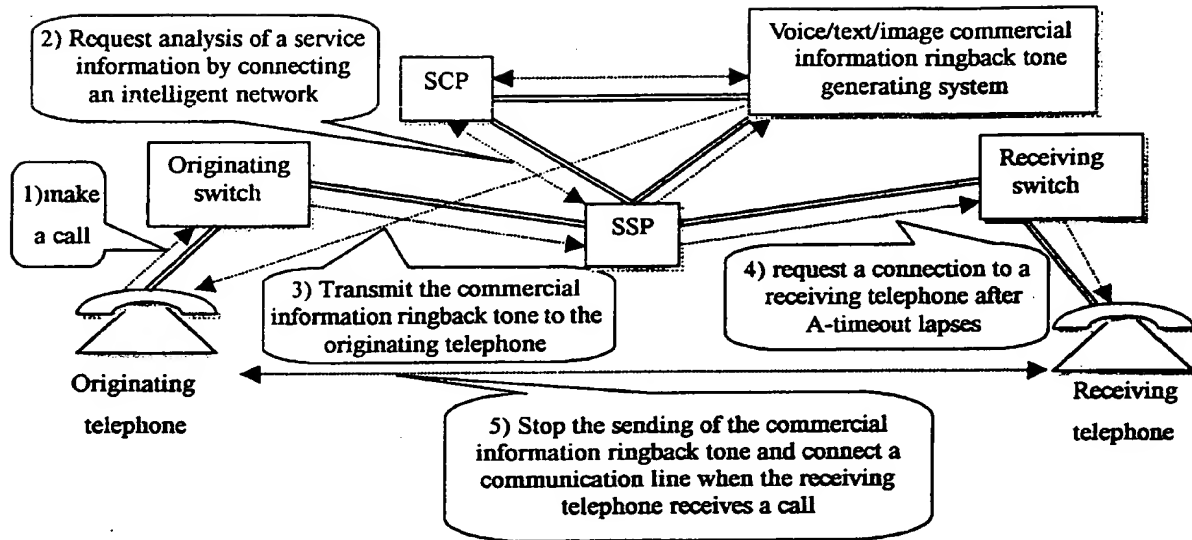 2) Request analysis of a service
information by connecting
an intelligent network
SCP
Voice/text/image commercial
information ringback tone
generating system
1)make
a call
Originating
switch
SSP
Receiving
switch
3) Transmit the commercial
information ringback tone to the
originating telephone
4) request a connection to a
receiving telephone after
A-timeout lapses
Originating
telephone
Receiving
telephone
5) Stop the sending of the commercial
information ringback tone and connect a
communication line when the receiving
telephone receives a call